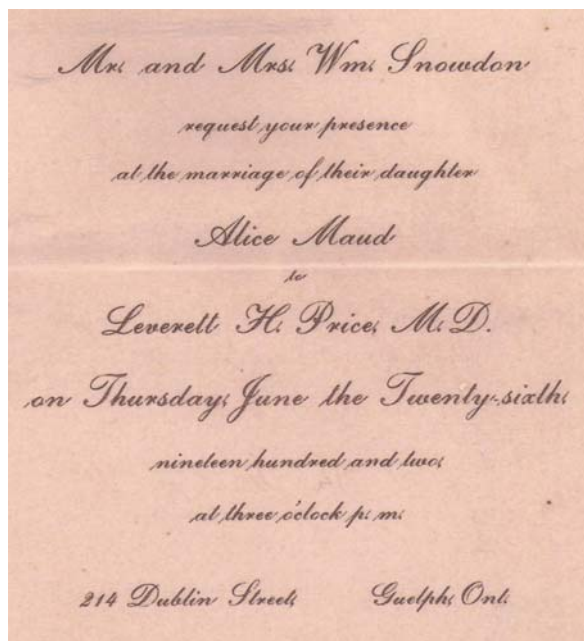 Mr. and Mrs. Wm. Snowdon
request your presence
at the marriage of their daughter
Alice Maud
to
Leverett H. Price, M. D.
on Thursday, June the Twenty-sixth,
nineteen hundred and two,
at three o'clock p. m.
214 Dublin Street, Guelph, Ont.